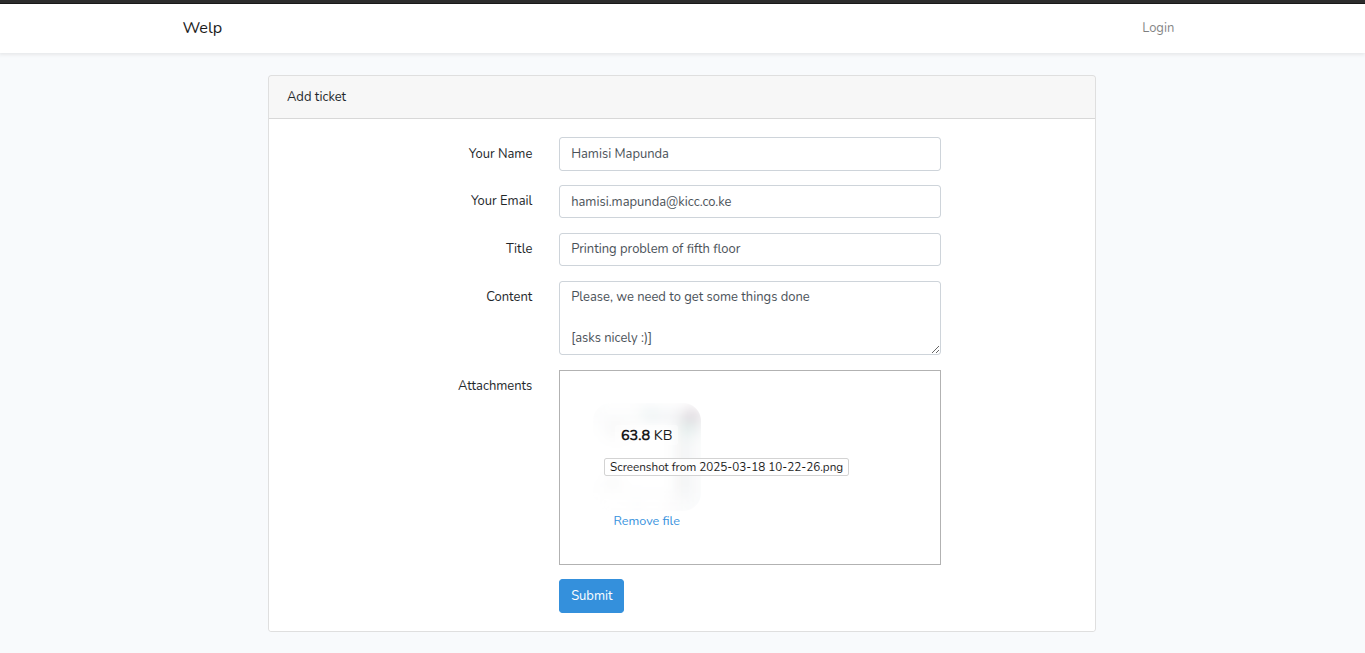 Welp
Login
Add ticket
Your Name
Hamisi Mapunda
Your Email
hamisi.mapunda@kicc.co.ke
Title
Printing problem of fifth floor
Content
Please, we need to get some things done
[asks nicely :)]
Attachments
63.8 KB
Screenshot from 2025-03-18 10-22-26.png
Remove file
Submit